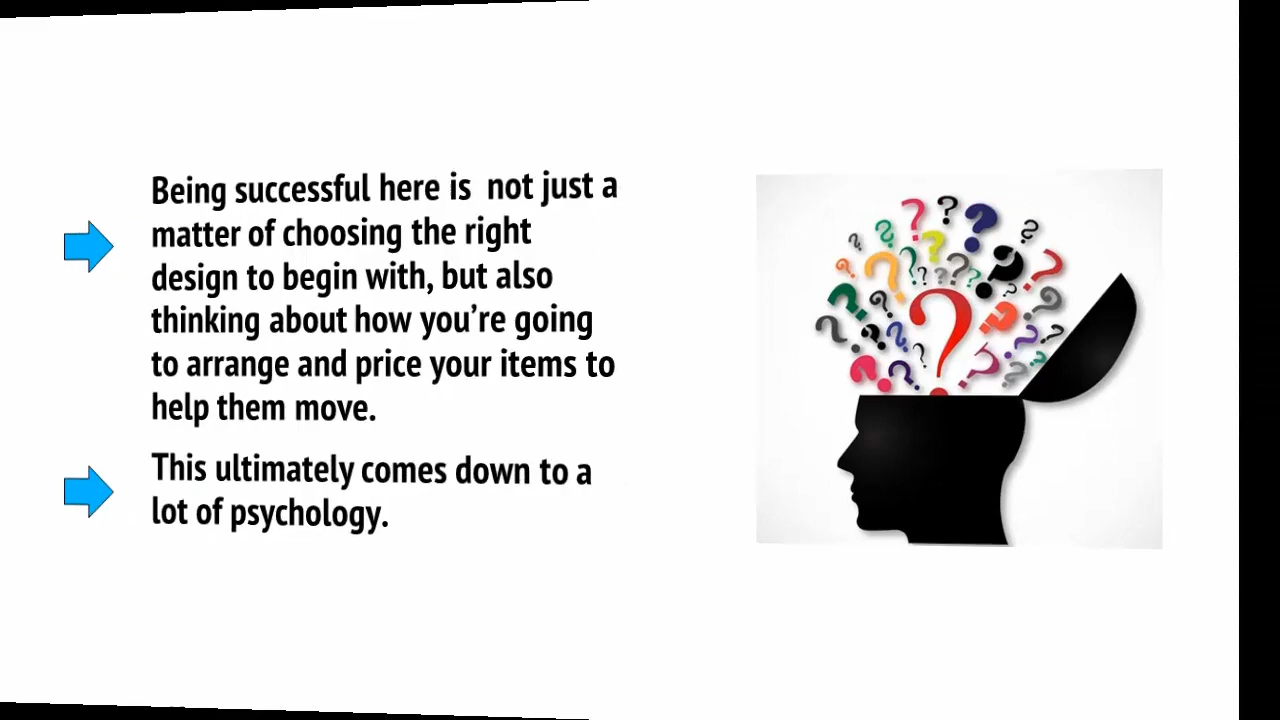 Being successful here is  not just a
matter of choosing the right
design to begin with, but also
thinking about how you’re going
to arrange and price your items to
help them move.
This ultimately comes down to a
lot of psychology.